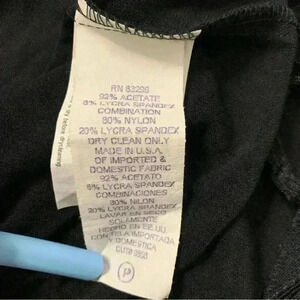 RN 83299
92% ACETATE
8% LYCRA SPANDEX
COMBINATION
80% NYLON
20% LYCRA SPANDEX
DRY CLEAN ONLY
MADE IN U.S.A.
OF IMPORTED &
DOMESTIC FABRIC
92% ACETATO
8% LYCRA SPANDEX
COMBINACIONES
80% NILON
20% LYCRA SPANDEX
LAVAR EN SECO
SOLAMENTE
HECHO EN EE UU
CON TELA IMPORTADA
Y DOMESTICA
P